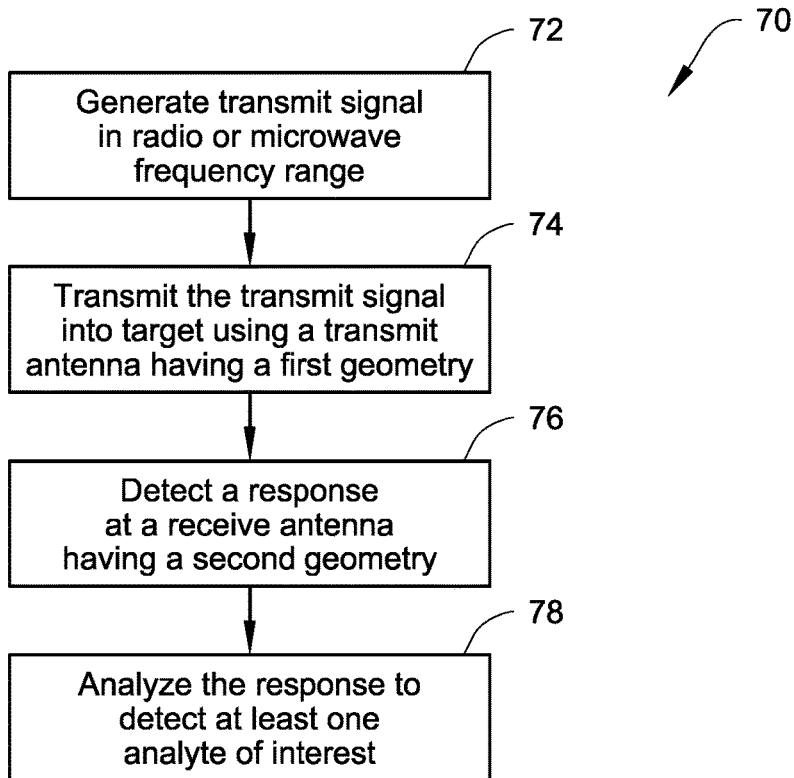 70
72
Generate transmit signal
in radio or microwave
frequency range
74
Transmit the transmit signal
into target using a transmit
antenna having a first geometry
76
Detect a response
at a receive antenna
having a second geometry
78
Analyze the response to
detect at least one
analyte of interest